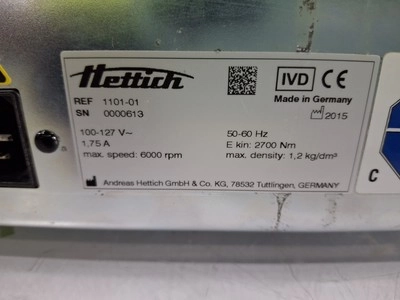 Hettich
IVD CE
REF 1101-01
Made in Germany
SN 0000613
2015
100-127 V~
50-60 Hz
1,75 A
E kin: 2700 Nm
max. speed: 6000 rpm
max. density: 1,2 kg/dm³
Andreas Hettich GmbH & Co. KG, 78532 Tuttlingen, GERMANY
C